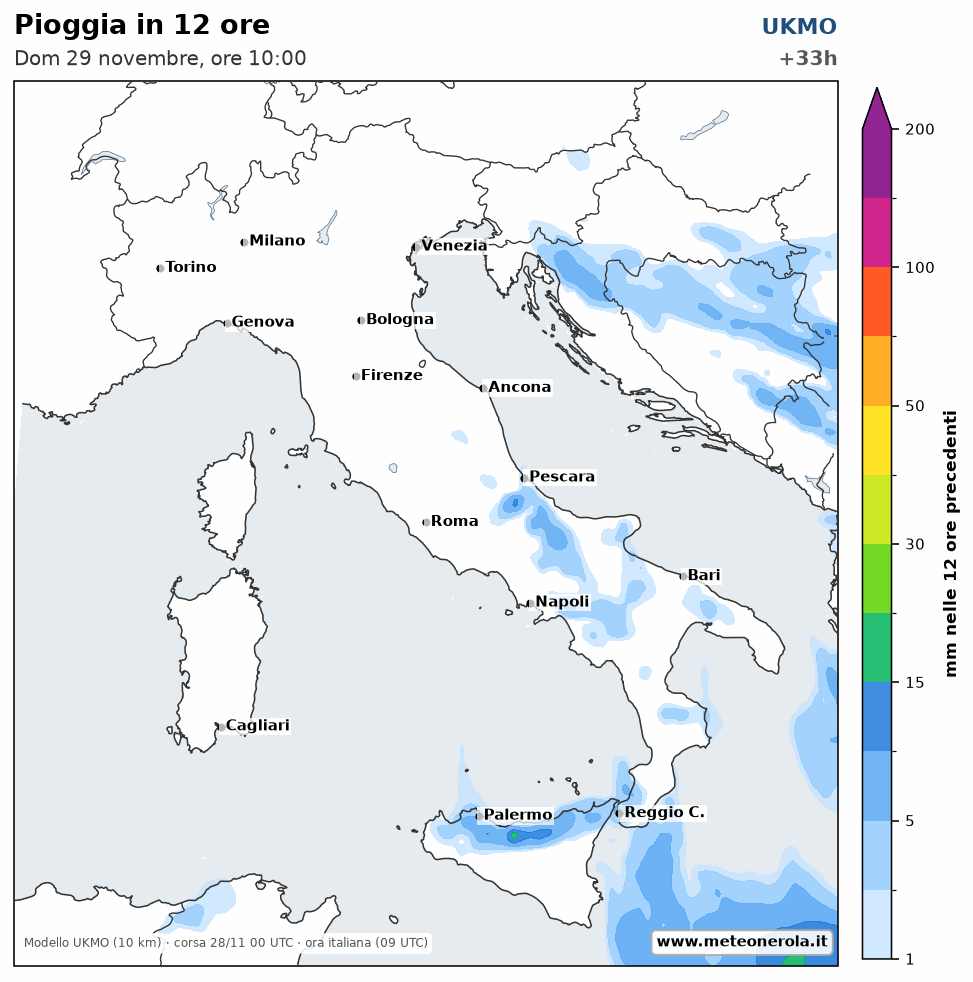 Pioggia in 12 ore
UKMO
Dom 29 novembre, ore 10:00
+33h
Milano
Venezia
Torino
Genova
Bologna
Firenze
Ancona
Pescara
Roma
Bari
Napoli
Cagliari
Palermo
Reggio C.
Modello UKMO (10 km) · corsa 28/11 00 UTC · ora italiana (09 UTC)
www.meteonerola.it
200
100
50
30
15
5
1
mm nelle 12 ore precedenti